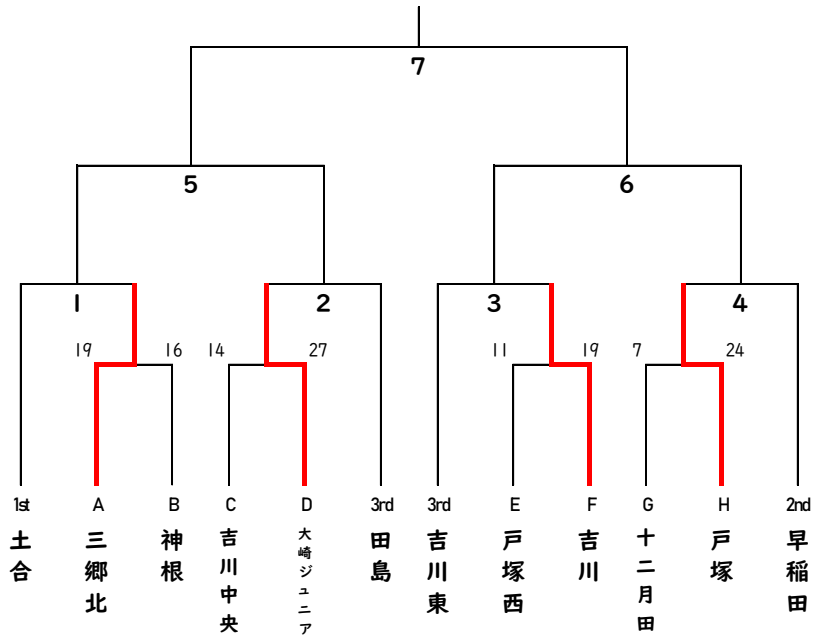 7
5
6
1
2
3
4
19
16
14
27
11
19
7
24
1st
A
B
C
D
3rd
3rd
E
F
G
H
2nd
土合
三郷北
神根
吉川中央
大崎ジュニア
田島
吉川東
戸塚西
吉川
十二月田
戸塚
早稲田